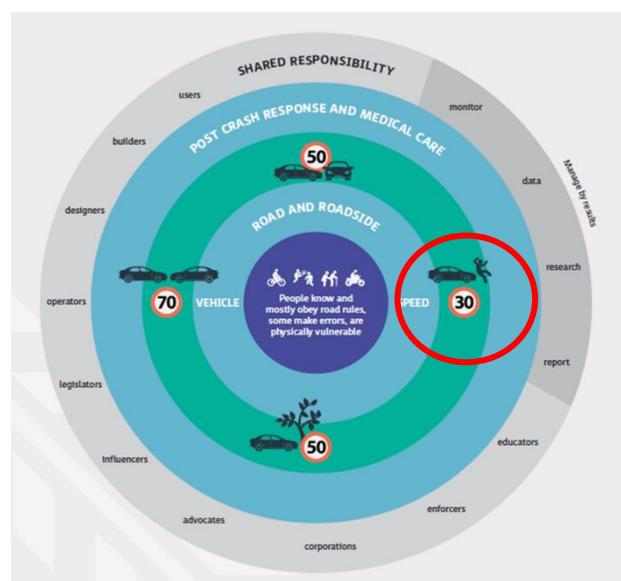 SHARED RESPONSIBILITY
users
builders
designers
operators
legislators
Influencers
advocates
corporations
enforcers
educators
monitor
data
research
report
Manage by results
POST CRASH RESPONSE AND MEDICAL CARE
50
70
30
50
ROAD AND ROADSIDE
VEHICLE
SPEED
People know and
mostly obey road rules,
some make errors, are
physically vulnerable